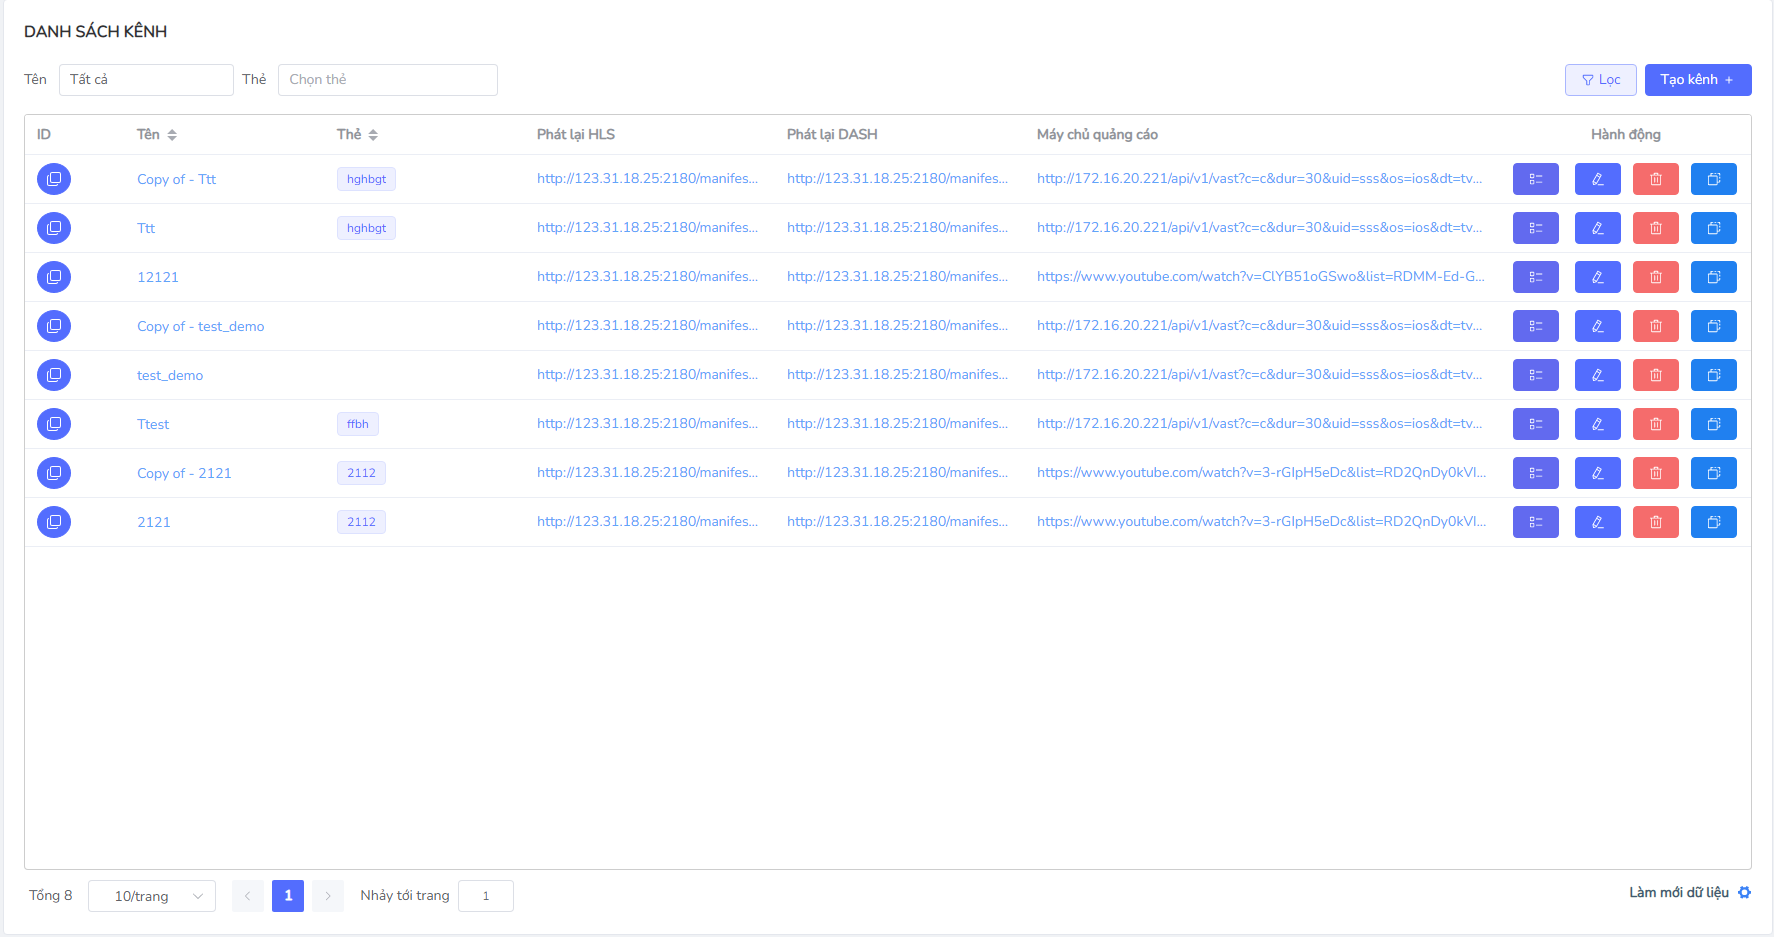 DANH SÁCH KÊNH
Tên Tất cả Thẻ Chọn thẻ Lọc Tạo kênh +
ID Tên Thẻ Phát lại HLS Phát lại DASH Máy chủ quảng cáo Hành động
Copy of - Ttt hghbgt http://123.31.18.25:2180/manifes... http://123.31.18.25:2180/manifes... http://172.16.20.221/api/v1/vast?c=c&dur=30&uid=sss&os=ios&dt=tv...
Ttt hghbgt http://123.31.18.25:2180/manifes... http://123.31.18.25:2180/manifes... http://172.16.20.221/api/v1/vast?c=c&dur=30&uid=sss&os=ios&dt=tv...
12121 http://123.31.18.25:2180/manifes... http://123.31.18.25:2180/manifes... https://www.youtube.com/watch?v=ClYB51oGSwo&list=RDMM-Ed-G...
Copy of - test_demo http://123.31.18.25:2180/manifes... http://123.31.18.25:2180/manifes... http://172.16.20.221/api/v1/vast?c=c&dur=30&uid=sss&os=ios&dt=tv...
test_demo http://123.31.18.25:2180/manifes... http://123.31.18.25:2180/manifes... http://172.16.20.221/api/v1/vast?c=c&dur=30&uid=sss&os=ios&dt=tv...
Ttest ffbh http://123.31.18.25:2180/manifes... http://123.31.18.25:2180/manifes... http://172.16.20.221/api/v1/vast?c=c&dur=30&uid=sss&os=ios&dt=tv...
Copy of - 2121 2112 http://123.31.18.25:2180/manifes... http://123.31.18.25:2180/manifes... https://www.youtube.com/watch?v=3-rGIpH5eDc&list=RD2QnDy0kVI...
2121 2112 http://123.31.18.25:2180/manifes... http://123.31.18.25:2180/manifes... https://www.youtube.com/watch?v=3-rGIpH5eDc&list=RD2QnDy0kVI...
Tổng 8 10/trang 1 Nhảy tới trang 1 Làm mới dữ liệu